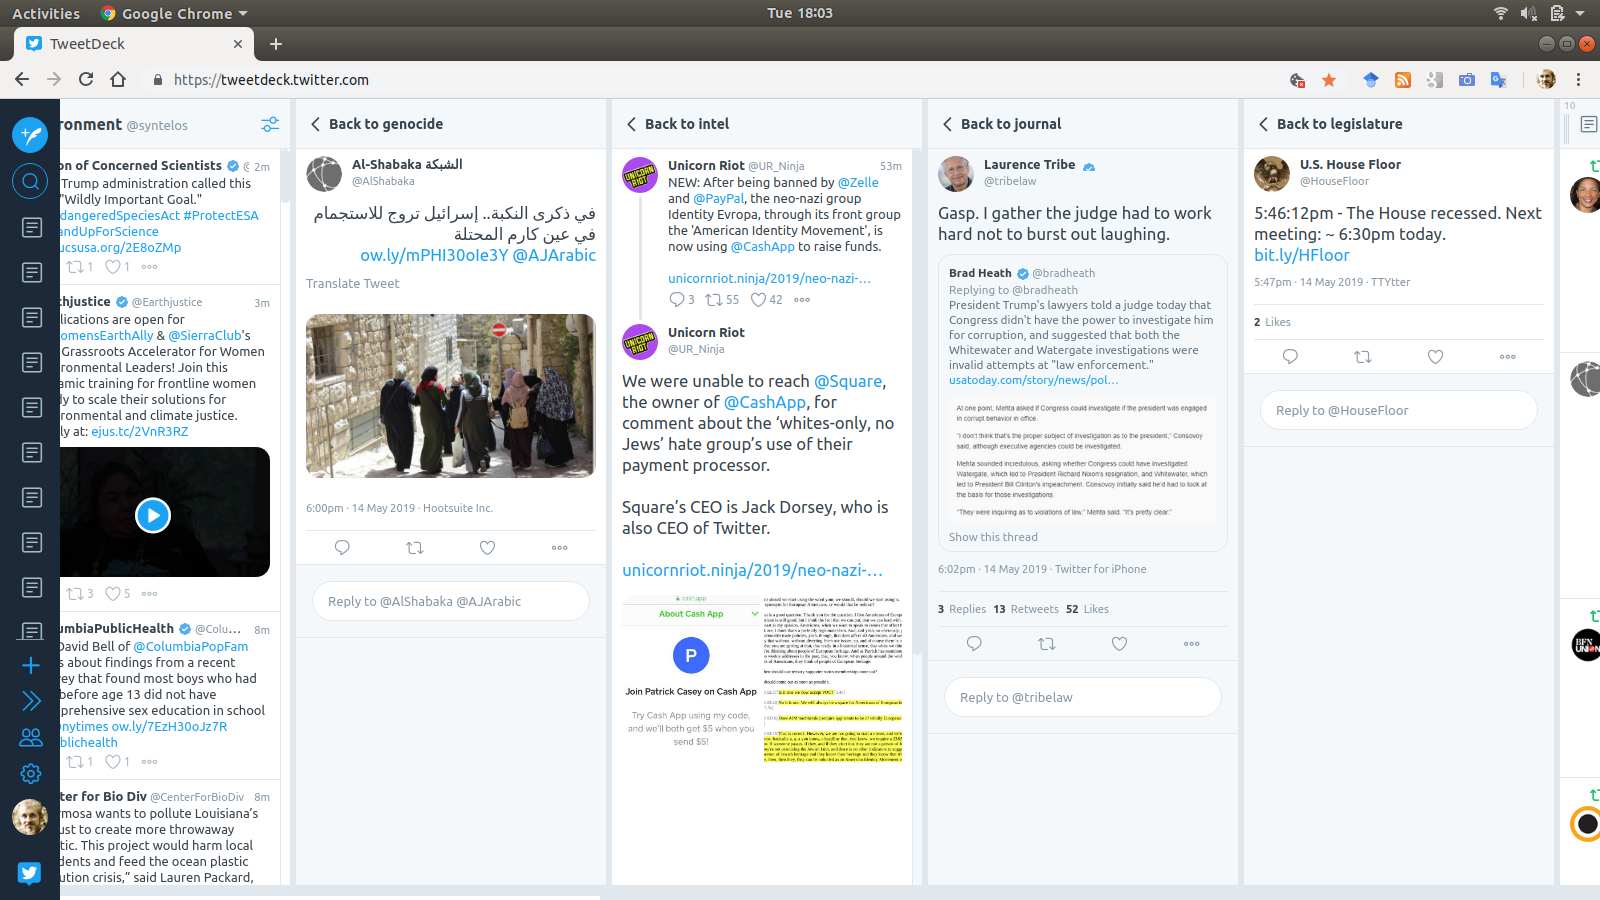 Activities
Google Chrome
Tue 18:03
TweetDeck
https://tweetdeck.twitter.com
ronment @syntelos
on of Concerned Scientists 2m
Trump administration called this
"Wildly Important Goal."
dangeredSpeciesAct #ProtectESA
andUpForScience
ucsusa.org/2E8oZMp
1 1
hjustice @Earthjustice 3m
lications are open for
omensEarthAlly & @SierraClub's
Grassroots Accelerator for Women
ronmental Leaders! Join this
amic training for frontline women
dy to scale their solutions for
ronmental and climate justice.
ly at: ejus.tc/2VnR3RZ
3 5
umbiaPublicHealth @Colu... 8m
David Bell of @ColumbiaPopFam
s about findings from a recent
vey that found most boys who had
before age 13 did not have
prehensive sex education in school
nytimes ow.ly/7EzH30oJz7R
blichealth
1 1
ter for Bio Div @CenterForBioDiv 8m
mosa wants to pollute Louisiana's
ust to create more throwaway
tic. This project would harm local
dents and feed the ocean plastic
ution crisis," said Lauren Packard,
Back to genocide
Al-Shabaka الشبكة
@AlShabaka
في ذكرى النكبة.. إسرائيل تروج للاستجمام
في عين كارم المحتلة
ow.ly/mPHI30oIe3Y @AJArabic
Translate Tweet
6:00pm · 14 May 2019 · Hootsuite Inc.
Reply to @AlShabaka @AJArabic
Back to intel
UNICORN RIOT
Unicorn Riot @UR_Ninja 53m
NEW: After being banned by @Zelle
and @PayPal, the neo-nazi group
Identity Evropa, through its front group
the 'American Identity Movement', is
now using @CashApp to raise funds.
unicornriot.ninja/2019/neo-nazi-...
3 55 42
UNICORN RIOT
Unicorn Riot
@UR_Ninja
We were unable to reach @Square,
the owner of @CashApp, for
comment about the 'whites-only, no
Jews' hate group's use of their
payment processor.
Square's CEO is Jack Dorsey, who is
also CEO of Twitter.
unicornriot.ninja/2019/neo-nazi-...
cash.app
About Cash App
P
Join Patrick Casey on Cash App
Try Cash App using my code,
and we'll both get $5 when you
send $5!
Back to journal
Laurence Tribe
@tribelaw
Gasp. I gather the judge had to work
hard not to burst out laughing.
Brad Heath @bradheath
Replying to @bradheath
President Trump's lawyers told a judge today that
Congress didn't have the power to investigate him
for corruption, and suggested that both the
Whitewater and Watergate investigations were
invalid attempts at "law enforcement."
usatoday.com/story/news/pol...
At one point, Mehta asked if Congress could investigate if the president was engaged
in corrupt behavior in office.
"I don't think that's the proper subject of investigation as to the president," Consovoy
said, although executive agencies could be investigated.
Mehta sounded incredulous, asking whether Congress could have investigated
Watergate, which led to President Richard Nixon's resignation, and Whitewater, which
led to President Bill Clinton's impeachment. Consovoy initially said he'd had to look at
the basis for those investigations.
"They were inquiring as to violations of law," Mehta said. "It's pretty clear."
Show this thread
6:02pm · 14 May 2019 · Twitter for iPhone
3 Replies 13 Retweets 52 Likes
Reply to @tribelaw
Back to legislature
U.S. House Floor
@HouseFloor
5:46:12pm - The House recessed. Next
meeting: ~ 6:30pm today.
bit.ly/HFloor
5:47pm · 14 May 2019 · TTYtter
2 Likes
Reply to @HouseFloor
10